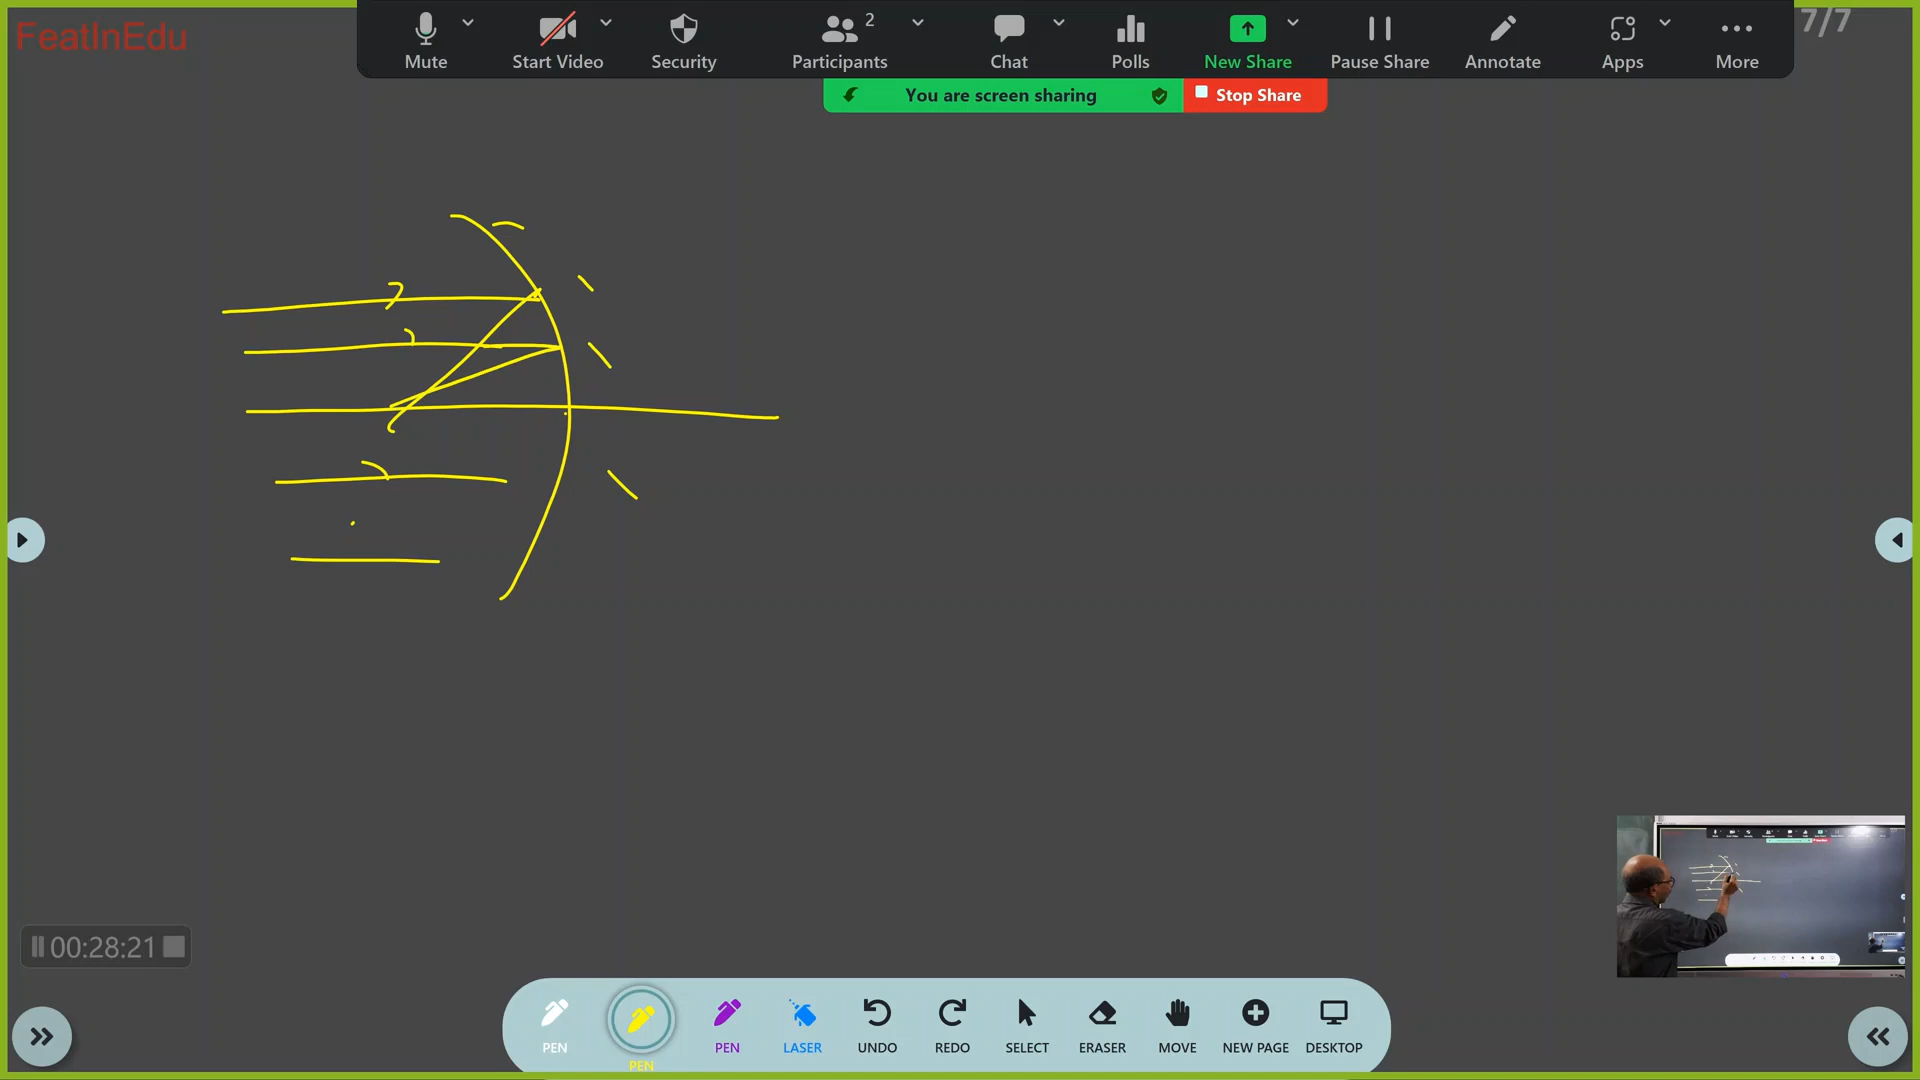 FeatInEdu
Mute
Start Video
Security
Participants
2
Chat
Polls
New Share
Pause Share
Annotate
Apps
More
7/7
You are screen sharing
Stop Share
00:28:21
PEN
PEN
PEN
LASER
UNDO
REDO
SELECT
ERASER
MOVE
NEW PAGE
DESKTOP